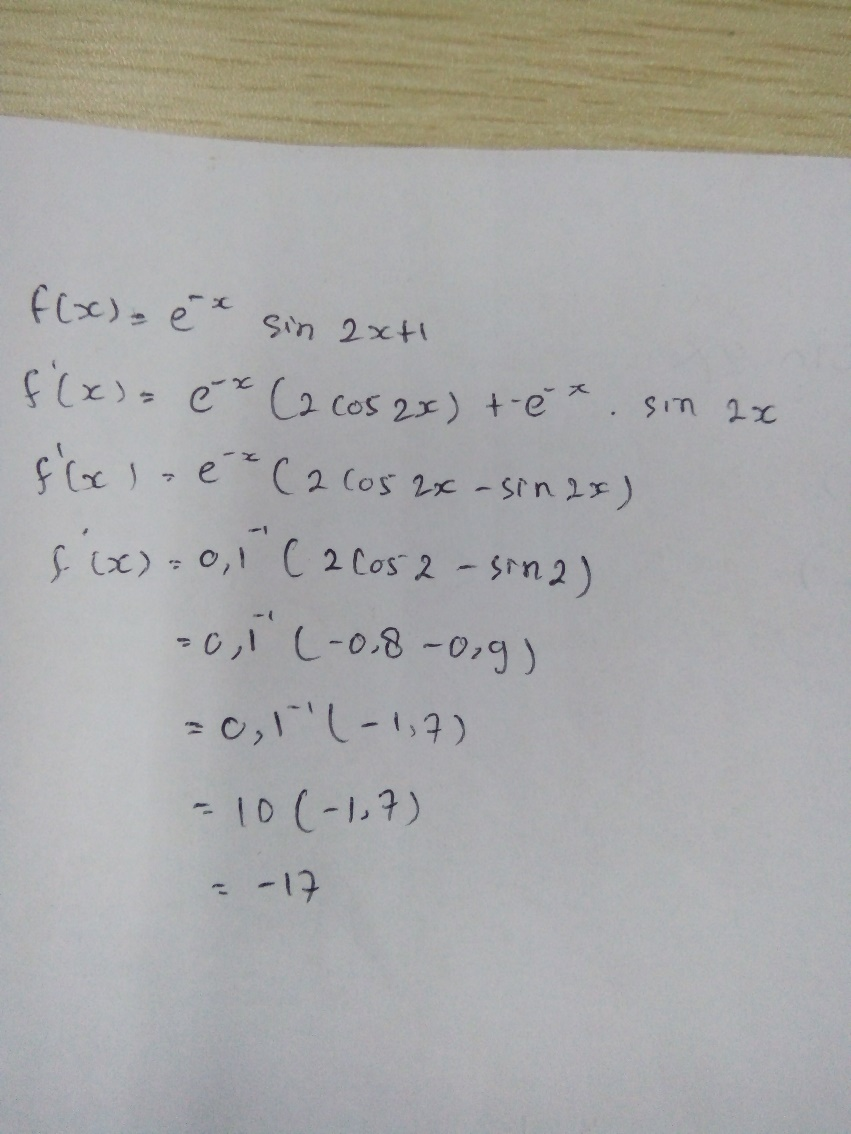 f(x) = e⁻ˣ sin 2x+1
f'(x) = e⁻ˣ (2 cos 2x) + -e⁻ˣ . sin 2x
f'(x) = e⁻ˣ (2 cos 2x - sin 2x)
f'(x) = 0,1⁻¹ (2 cos 2 - sin 2)
= 0,1⁻¹ (-0,8 - 0,9)
= 0,1⁻¹ (-1,7)
= 10 (-1,7)
= -17